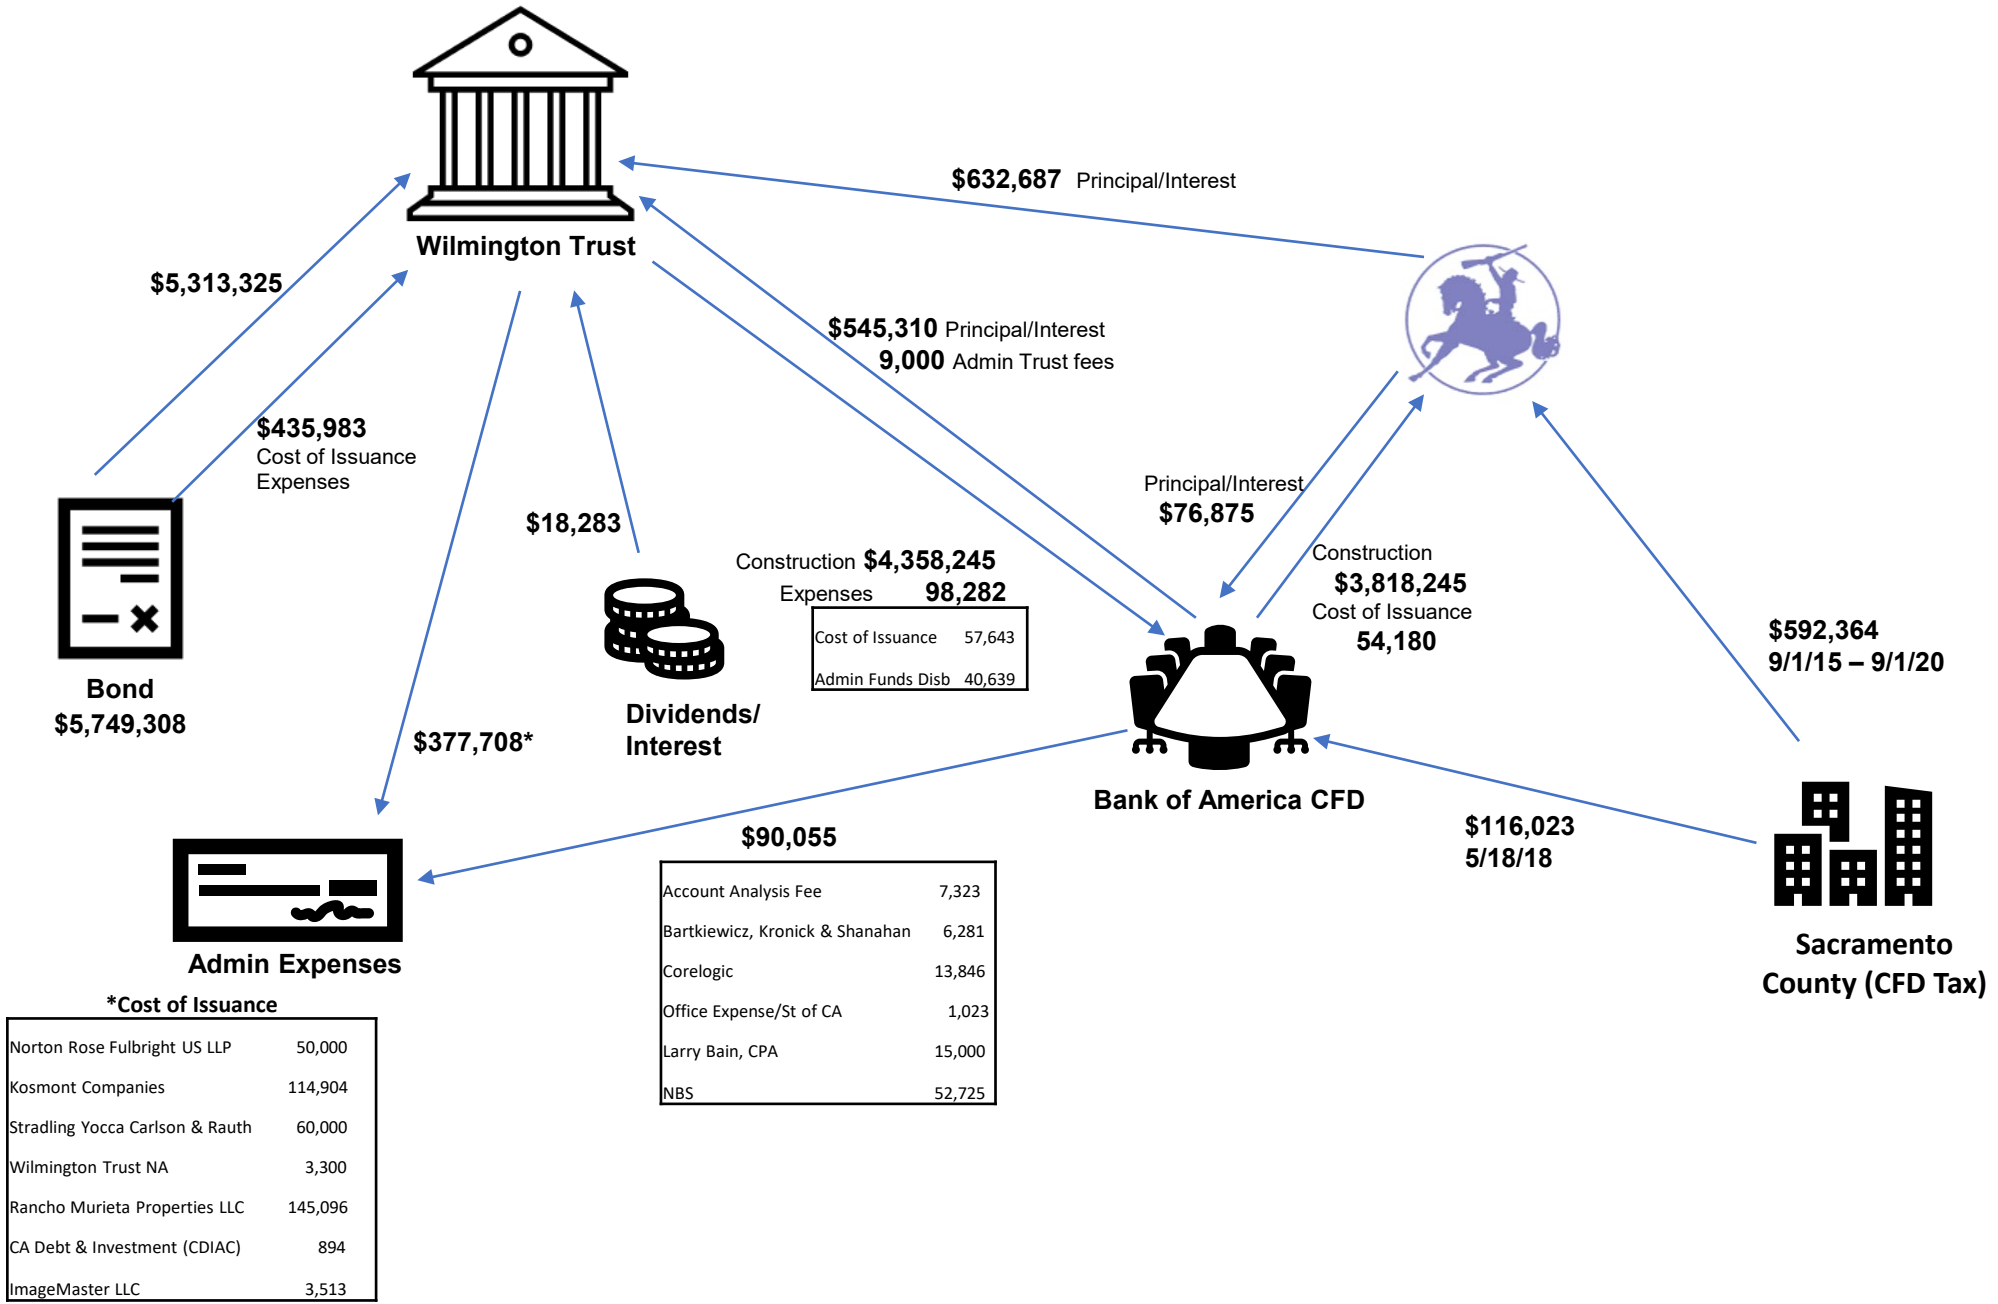 Wilmington Trust
$632,687 Principal/Interest
$5,313,325
$545,310 Principal/Interest
9,000 Admin Trust fees
$435,983
Cost of Issuance
Expenses
$18,283
Principal/Interest
$76,875
Construction $4,358,245
Expenses 98,282
Cost of Issuance 57,643
Admin Funds Disb 40,639
Construction
$3,818,245
Cost of Issuance
54,180
$592,364
9/1/15 – 9/1/20
Bond
$5,749,308
Dividends/
Interest
$377,708*
Bank of America CFD
$116,023
5/18/18
$90,055
Account Analysis Fee 7,323
Bartkiewicz, Kronick & Shanahan 6,281
Corelogic 13,846
Office Expense/St of CA 1,023
Larry Bain, CPA 15,000
NBS 52,725
Sacramento
County (CFD Tax)
Admin Expenses
*Cost of Issuance
Norton Rose Fulbright US LLP 50,000
Kosmont Companies 114,904
Stradling Yocca Carlson & Rauth 60,000
Wilmington Trust NA 3,300
Rancho Murieta Properties LLC 145,096
CA Debt & Investment (CDIAC) 894
ImageMaster LLC 3,513